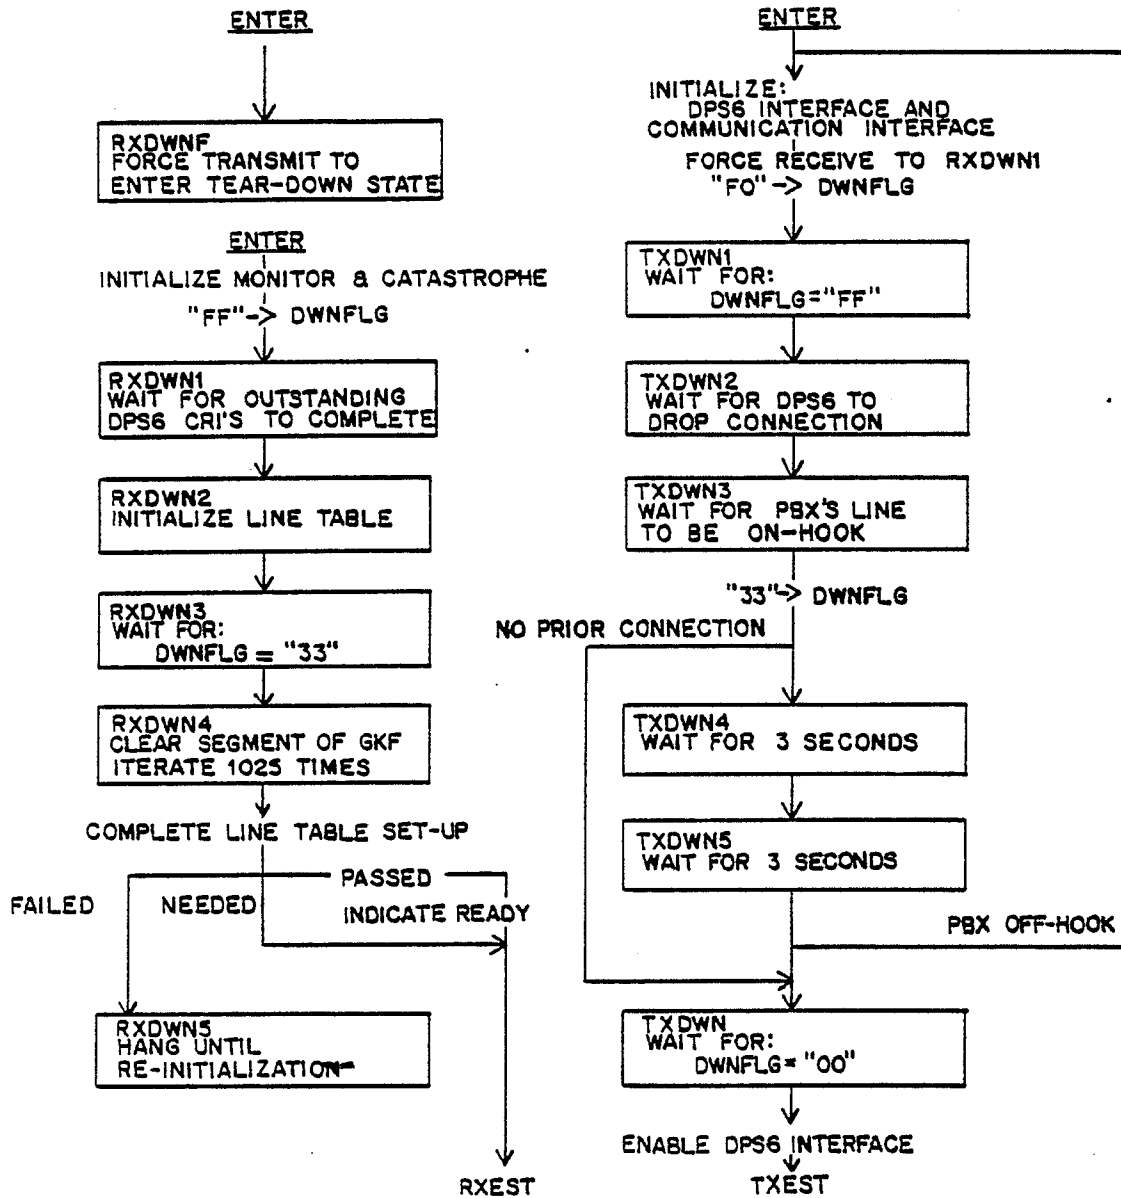 ENTER
RXDWNF
FORCE TRANSMIT TO
ENTER TEAR-DOWN STATE
ENTER
INITIALIZE MONITOR & CATASTROPHE
"FF"-> DWNFLG
RXDWN1
WAIT FOR OUTSTANDING
DPS6 CRI'S TO COMPLETE
RXDWN2
INITIALIZE LINE TABLE
RXDWN3
WAIT FOR:
DWNFLG = "33"
RXDWN4
CLEAR SEGMENT OF GKF
ITERATE 1025 TIMES
COMPLETE LINE TABLE SET-UP
PASSED
FAILED
NEEDED
INDICATE READY
RXDWN5
HANG UNTIL
RE-INITIALIZATION
RXEST
ENTER
INITIALIZE:
DPS6 INTERFACE AND
COMMUNICATION INTERFACE
FORCE RECEIVE TO RXDWN1
"FO"-> DWNFLG
TXDWN1
WAIT FOR:
DWNFLG="FF"
TXDWN2
WAIT FOR DPS6 TO
DROP CONNECTION
TXDWN3
WAIT FOR PBX'S LINE
TO BE ON-HOOK
"33"-> DWNFLG
NO PRIOR CONNECTION
TXDWN4
WAIT FOR 3 SECONDS
TXDWN5
WAIT FOR 3 SECONDS
PBX OFF-HOOK
TXDWN
WAIT FOR:
DWNFLG= "OO"
ENABLE DPS6 INTERFACE
TXEST